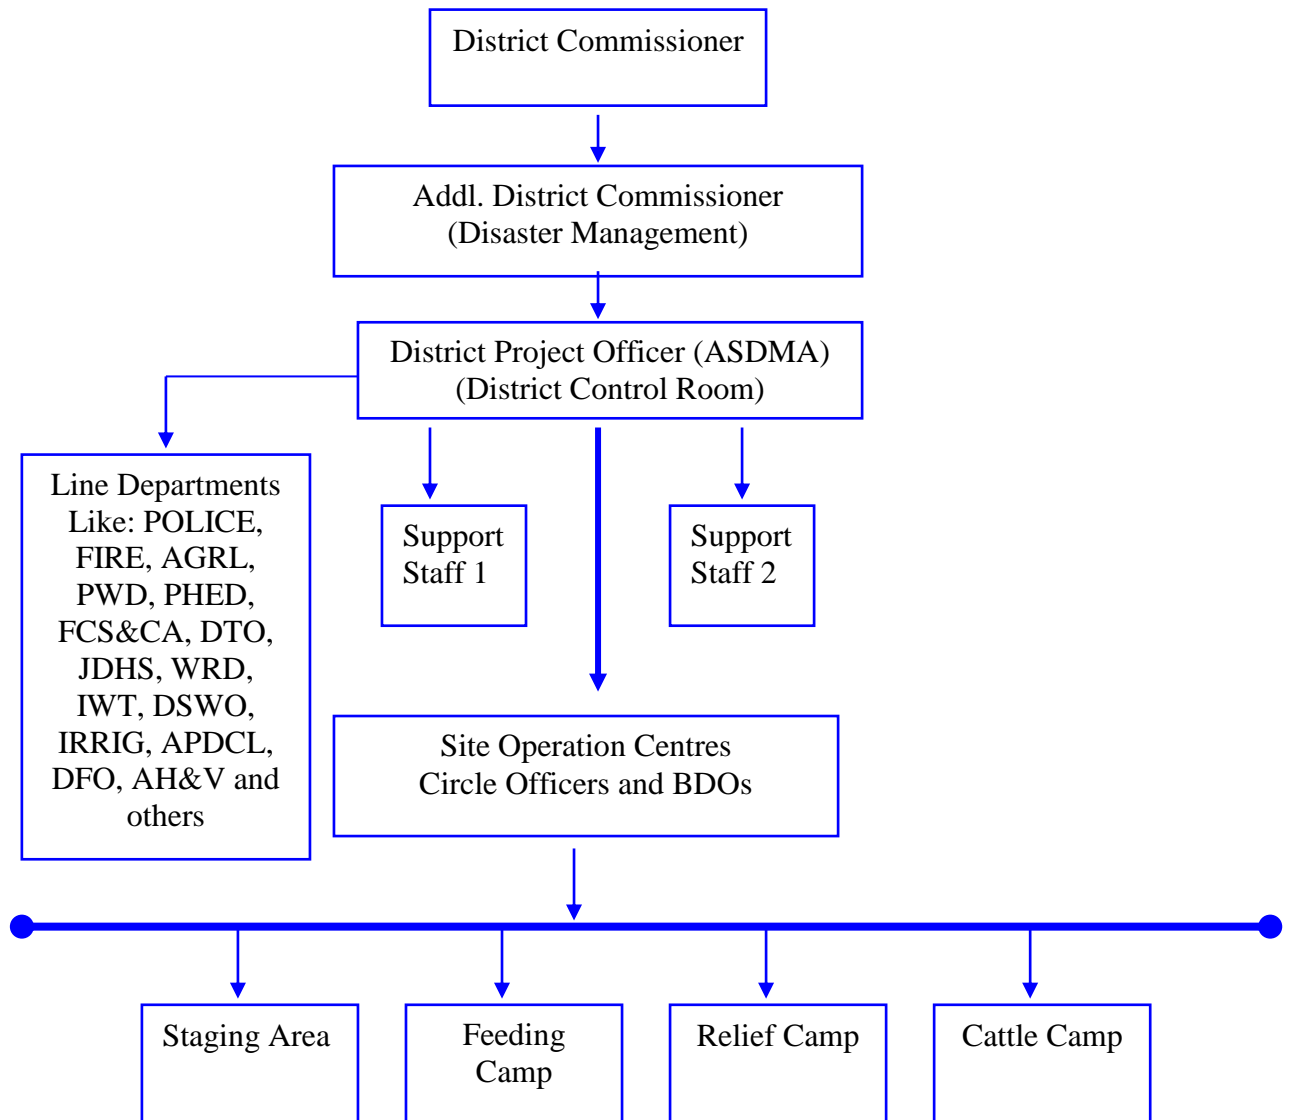 District Commissioner
Addl. District Commissioner
(Disaster Management)
District Project Officer (ASDMA)
(District Control Room)
Line Departments
Like: POLICE,
FIRE, AGRL,
PWD, PHED,
FCS&CA, DTO,
JDHS, WRD,
IWT, DSWO,
IRRIG, APDCL,
DFO, AH&V and
others
Support
Staff 1
Support
Staff 2
Site Operation Centres
Circle Officers and BDOs
Staging Area
Feeding
Camp
Relief Camp
Cattle Camp